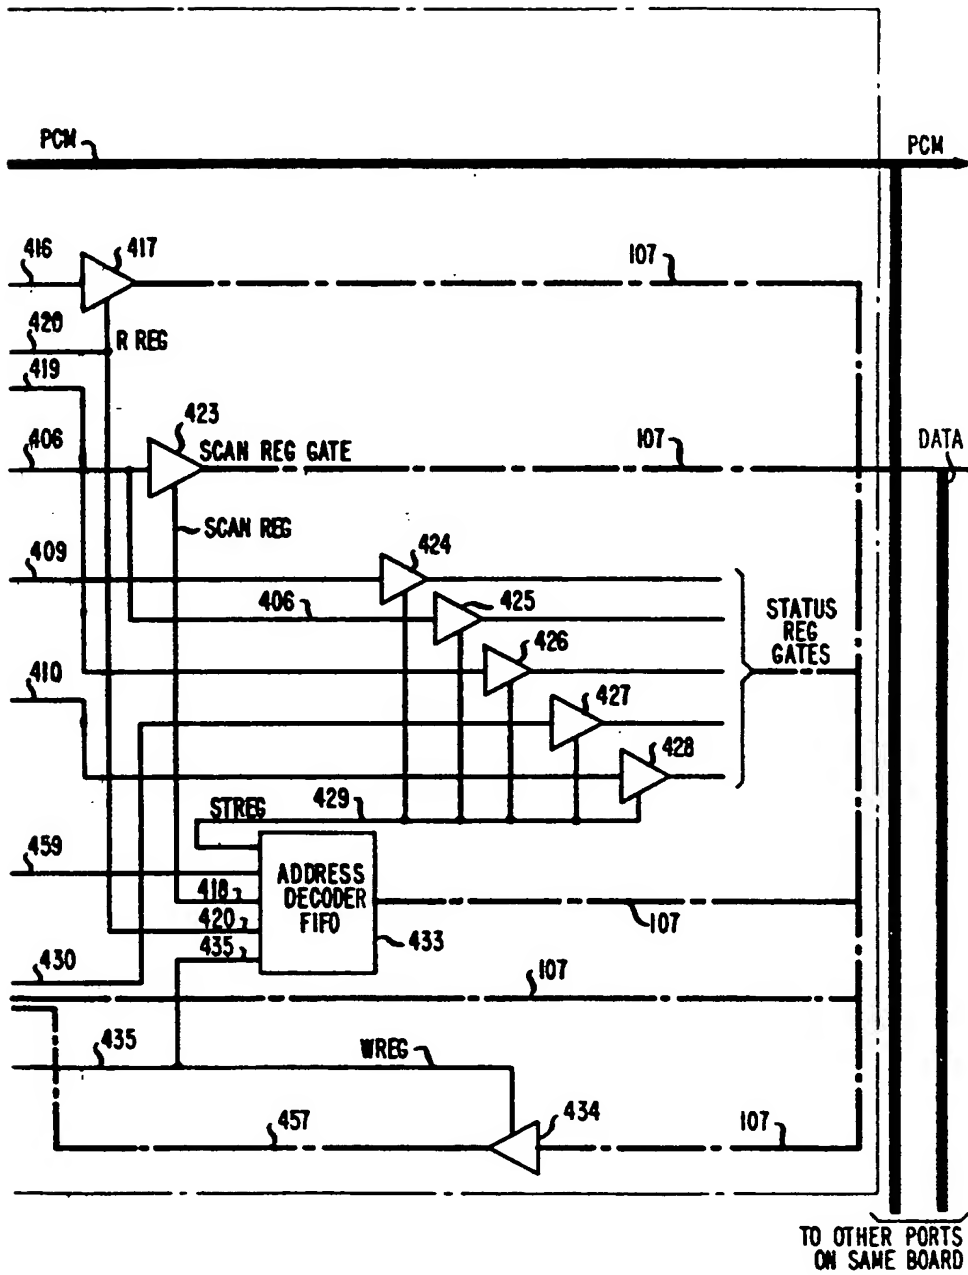 PCM
PCM
416
417
107
420
R REG
419
423
406
SCAN REG GATE
107
DATA
SCAN REG
424
409
406
425
STATUS
REG
GATES
426
410
427
428
STREG
429
459
ADDRESS
DECODER
FIFO
418
420
107
435
433
430
107
435
WREG
457
434
107
TO OTHER PORTS
ON SAME BOARD